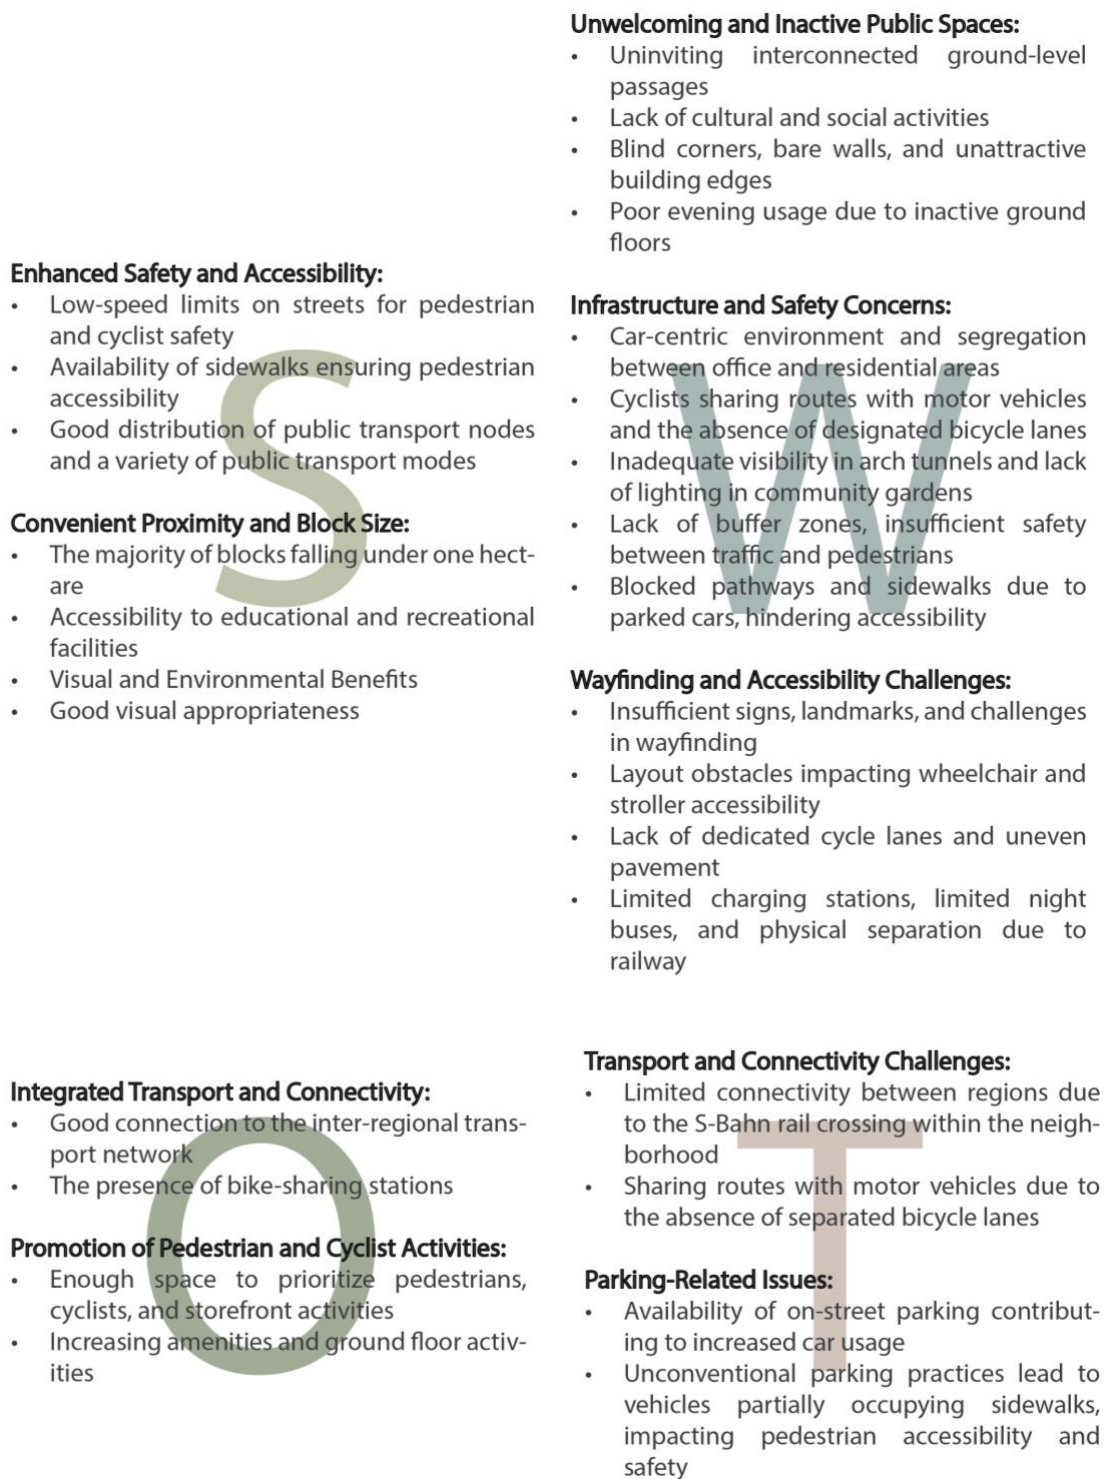 Enhanced Safety and Accessibility:
• Low-speed limits on streets for pedestrian
and cyclist safety
• Availability of sidewalks ensuring pedestrian
accessibility
• Good distribution of public transport nodes
and a variety of public transport modes
Convenient Proximity and Block Size:
• The majority of blocks falling under one hect-
are
• Accessibility to educational and recreational
facilities
• Visual and Environmental Benefits
• Good visual appropriateness
S
Unwelcoming and Inactive Public Spaces:
• Uninviting interconnected ground-level
passages
• Lack of cultural and social activities
• Blind corners, bare walls, and unattractive
building edges
• Poor evening usage due to inactive ground
floors
Infrastructure and Safety Concerns:
• Car-centric environment and segregation
between office and residential areas
• Cyclists sharing routes with motor vehicles
and the absence of designated bicycle lanes
• Inadequate visibility in arch tunnels and lack
of lighting in community gardens
• Lack of buffer zones, insufficient safety
between traffic and pedestrians
• Blocked pathways and sidewalks due to
parked cars, hindering accessibility
Wayfinding and Accessibility Challenges:
• Insufficient signs, landmarks, and challenges
in wayfinding
• Layout obstacles impacting wheelchair and
stroller accessibility
• Lack of dedicated cycle lanes and uneven
pavement
• Limited charging stations, limited night
buses, and physical separation due to
railway
W
Integrated Transport and Connectivity:
• Good connection to the inter-regional trans-
port network
• The presence of bike-sharing stations
Promotion of Pedestrian and Cyclist Activities:
• Enough space to prioritize pedestrians,
cyclists, and storefront activities
• Increasing amenities and ground floor activ-
ities
O
Transport and Connectivity Challenges:
• Limited connectivity between regions due
to the S-Bahn rail crossing within the neigh-
borhood
• Sharing routes with motor vehicles due to
the absence of separated bicycle lanes
Parking-Related Issues:
• Availability of on-street parking contribut-
ing to increased car usage
• Unconventional parking practices lead to
vehicles partially occupying sidewalks,
impacting pedestrian accessibility and
safety
T